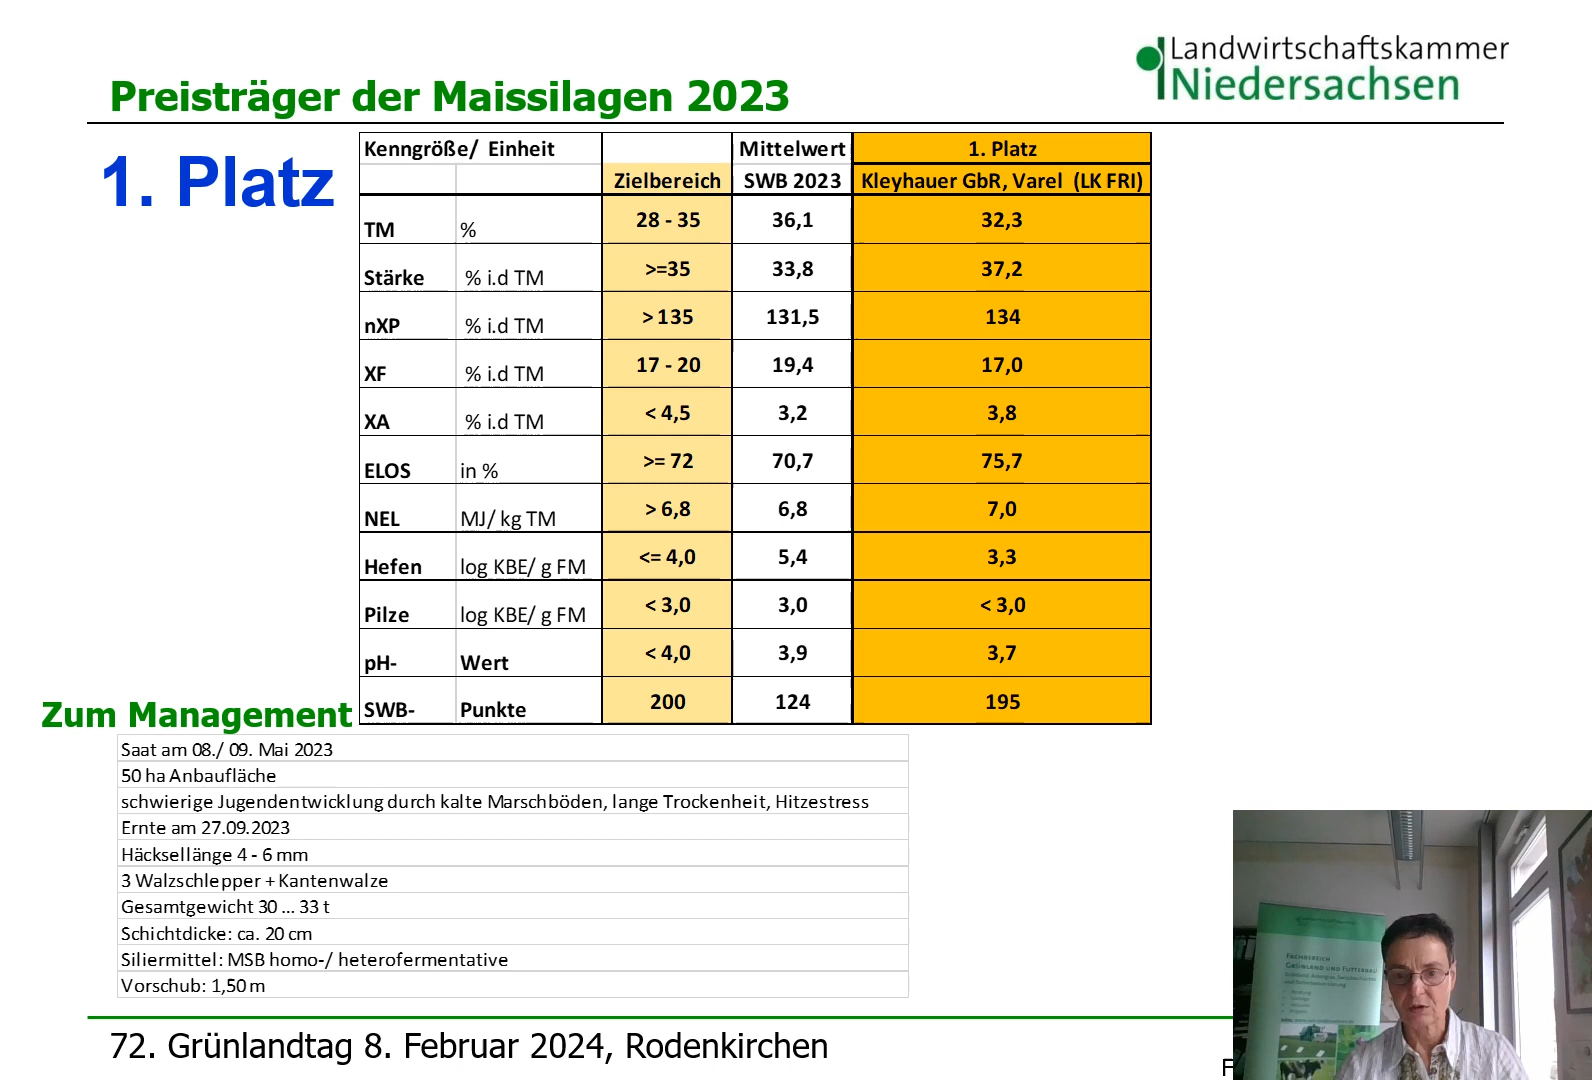 Landwirtschaftskammer
Niedersachsen
Preisträger der Maissilagen 2023
1. Platz
Kenngröße/ Einheit Mittelwert 1. Platz
Zielbereich SWB 2023 Kleyhauer GbR, Varel (LK FRI)
TM % 28 - 35 36,1 32,3
Stärke % i.d TM >=35 33,8 37,2
nXP % i.d TM > 135 131,5 134
XF % i.d TM 17 - 20 19,4 17,0
XA % i.d TM < 4,5 3,2 3,8
ELOS in % >= 72 70,7 75,7
NEL MJ/ kg TM > 6,8 6,8 7,0
Hefen log KBE/ g FM <= 4,0 5,4 3,3
Pilze log KBE/ g FM < 3,0 3,0 < 3,0
pH- Wert < 4,0 3,9 3,7
SWB- Punkte 200 124 195
Zum Management
Saat am 08./ 09. Mai 2023
50 ha Anbaufläche
schwierige Jugendentwicklung durch kalte Marschböden, lange Trockenheit, Hitzestress
Ernte am 27.09.2023
Häcksellänge 4 - 6 mm
3 Walzschlepper + Kantenwalze
Gesamtgewicht 30 ... 33 t
Schichtdicke: ca. 20 cm
Siliermittel: MSB homo-/ heterofermentative
Vorschub: 1,50 m
Fachbereich
Grünland und Futterbau
72. Grünlandtag 8. Februar 2024, Rodenkirchen
F